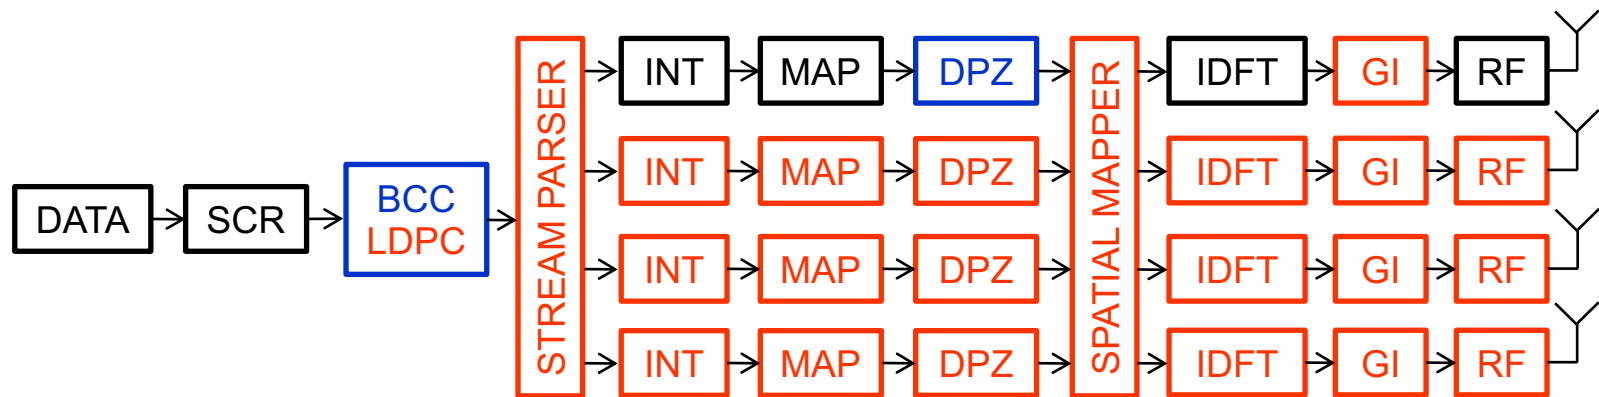 DATA
SCR
BCC
LDPC
STREAM PARSER
INT
MAP
DPZ
INT
MAP
DPZ
INT
MAP
DPZ
INT
MAP
DPZ
SPATIAL MAPPER
IDFT
GI
RF
IDFT
GI
RF
IDFT
GI
RF
IDFT
GI
RF